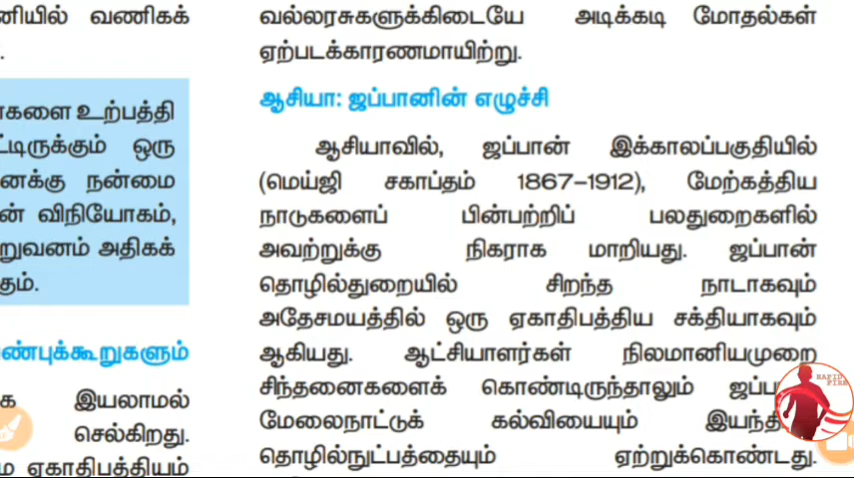 னியில் வணிகக்
களை உற்பத்தி
டிருக்கும் ஒரு
னக்கு நன்மை
ன் விநியோகம்,
றுவனம் அதிகக்
கும்.
ண்புக்கூறுகளும்
க இயலாமல்
செல்கிறது.
ஏகாதிபத்தியம்
வல்லரசுகளுக்கிடையே அடிக்கடி மோதல்கள்
ஏற்படக்காரணமாயிற்று.
ஆசியா: ஜப்பானின் எழுச்சி
ஆசியாவில், ஜப்பான் இக்காலப்பகுதியில்
(மெய்ஜி சகாப்தம் 1867–1912), மேற்கத்திய
நாடுகளைப் பின்பற்றிப் பலதுறைகளில்
அவற்றுக்கு நிகராக மாறியது. ஜப்பான்
தொழில்துறையில் சிறந்த நாடாகவும்
அதேசமயத்தில் ஒரு ஏகாதிபத்திய சக்தியாகவும்
ஆகியது. ஆட்சியாளர்கள் நிலமானியமுறை
சிந்தனைகளைக் கொண்டிருந்தாலும்
மேலைநாட்டுக் கல்வியையும்
தொழில்நுட்பத்தையும் ஏற்றுக்கொண்டது.
RAPID FIRE